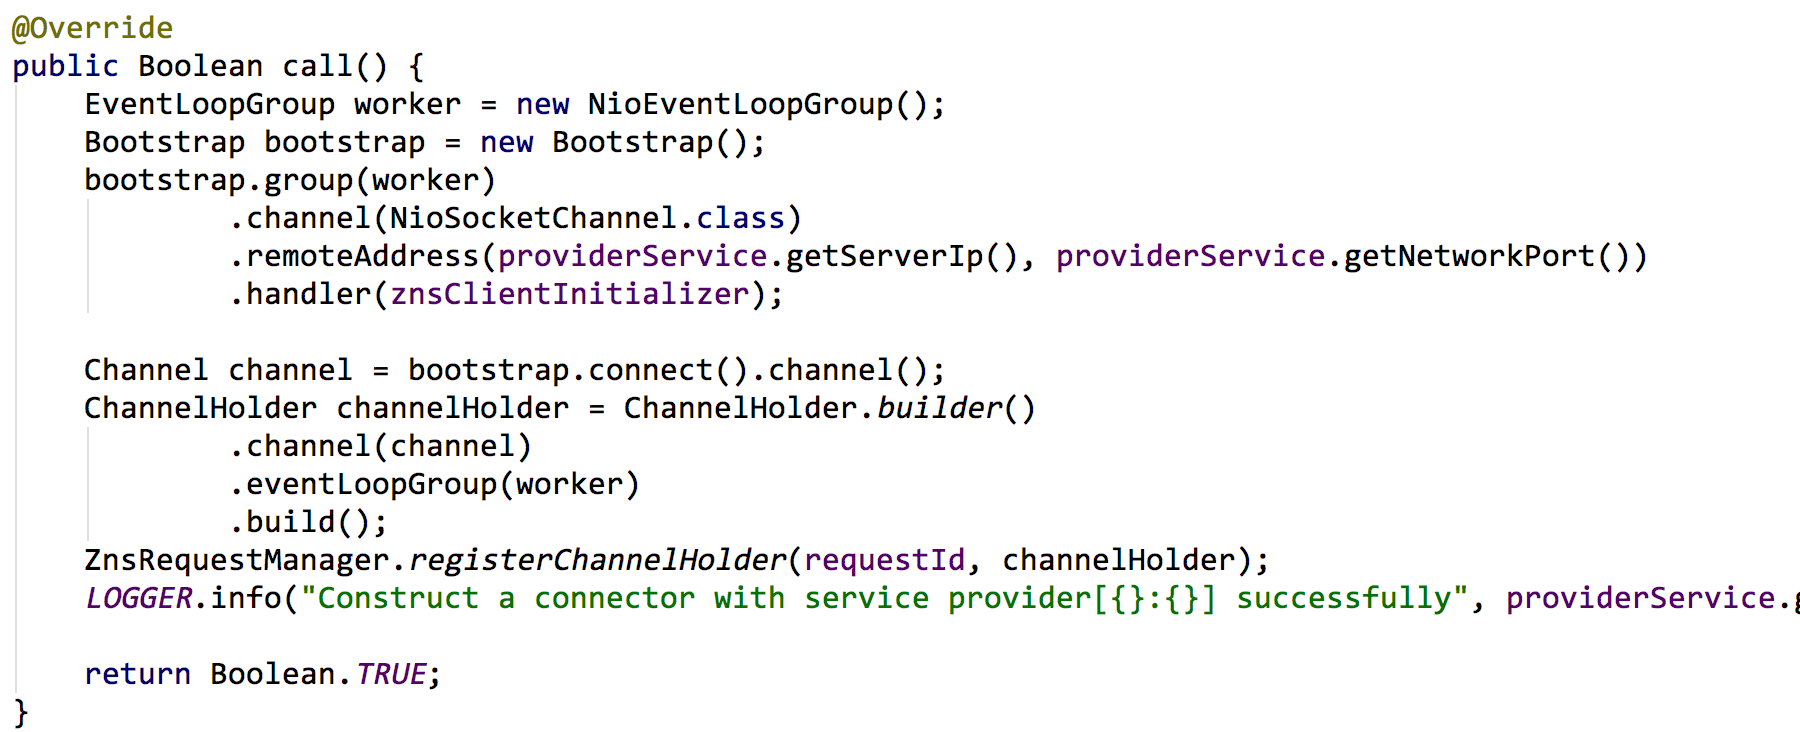 @Override
public Boolean call() {
    EventLoopGroup worker = new NioEventLoopGroup();
    Bootstrap bootstrap = new Bootstrap();
    bootstrap.group(worker)
            .channel(NioSocketChannel.class)
            .remoteAddress(providerService.getServerIp(), providerService.getNetworkPort())
            .handler(znsClientInitializer);
    Channel channel = bootstrap.connect().channel();
    ChannelHolder channelHolder = ChannelHolder.builder()
            .channel(channel)
            .eventLoopGroup(worker)
            .build();
    ZnsRequestManager.registerChannelHolder(requestId, channelHolder);
    LOGGER.info("Construct a connector with service provider[{}:{}] successfully", providerService.
    return Boolean.TRUE;
}